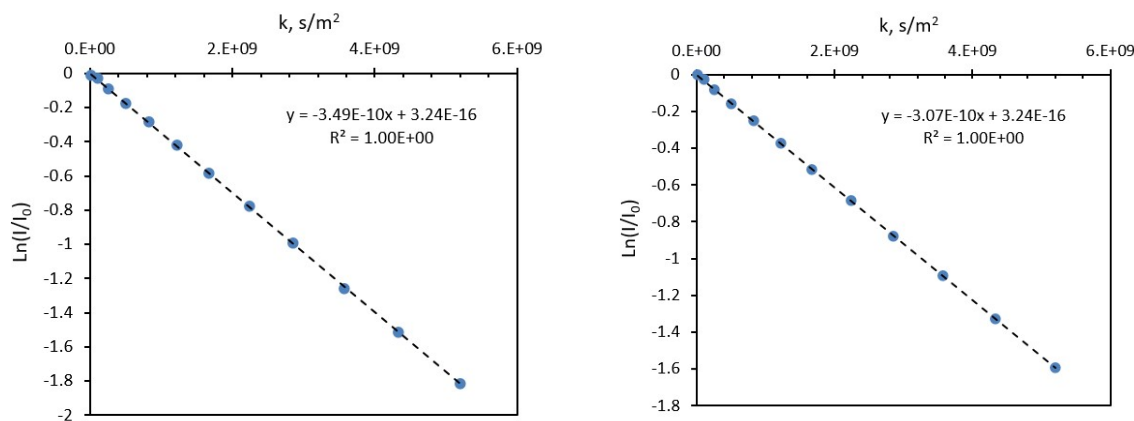 k, s/m²
0.E+00 2.E+09 4.E+09 6.E+09
0
-0.2
-0.4
-0.6
-0.8
-1
-1.2
-1.4
-1.6
-1.8
-2
Ln(I/I₀)
y = -3.49E-10x + 3.24E-16
R² = 1.00E+00
k, s/m²
0.E+00 2.E+09 4.E+09 6.E+09
0
-0.2
-0.4
-0.6
-0.8
-1
-1.2
-1.4
-1.6
-1.8
Ln(I/I₀)
y = -3.07E-10x + 3.24E-16
R² = 1.00E+00